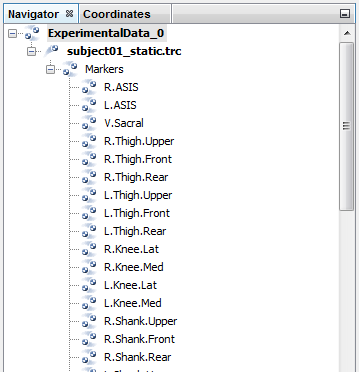 Navigator Coordinates
ExperimentalData_0
subject01_static.trc
Markers
R.ASIS
L.ASIS
V.Sacral
R.Thigh.Upper
R.Thigh.Front
R.Thigh.Rear
L.Thigh.Upper
L.Thigh.Front
L.Thigh.Rear
R.Knee.Lat
R.Knee.Med
L.Knee.Lat
L.Knee.Med
R.Shank.Upper
R.Shank.Front
R.Shank.Rear